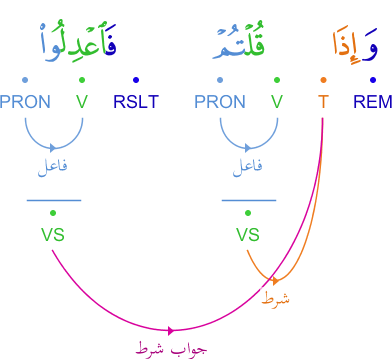 وَإِذَا قُلْتُمْ فَٱعْدِلُوا۟
PRON V RSLT PRON V T REM
فاعل فاعل
VS VS
شرط
جواب شرط